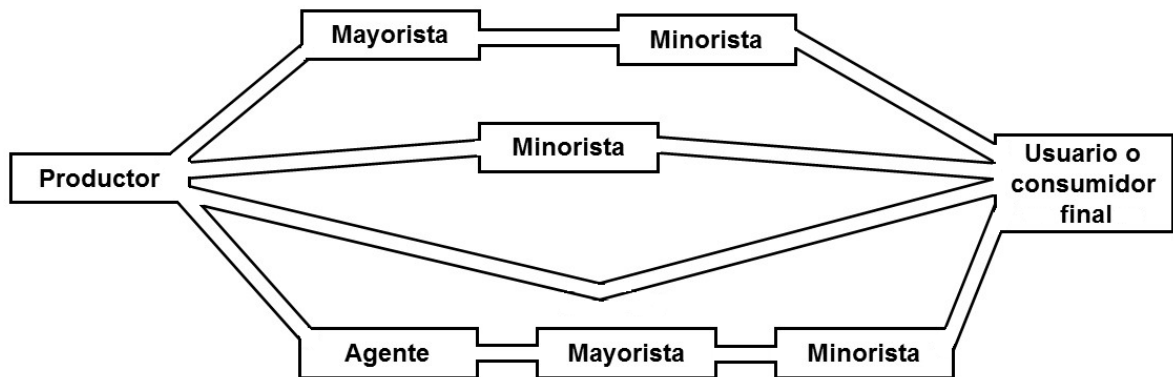 Mayorista
Minorista
Minorista
Productor
Usuario o
consumidor
final
Agente
Mayorista
Minorista